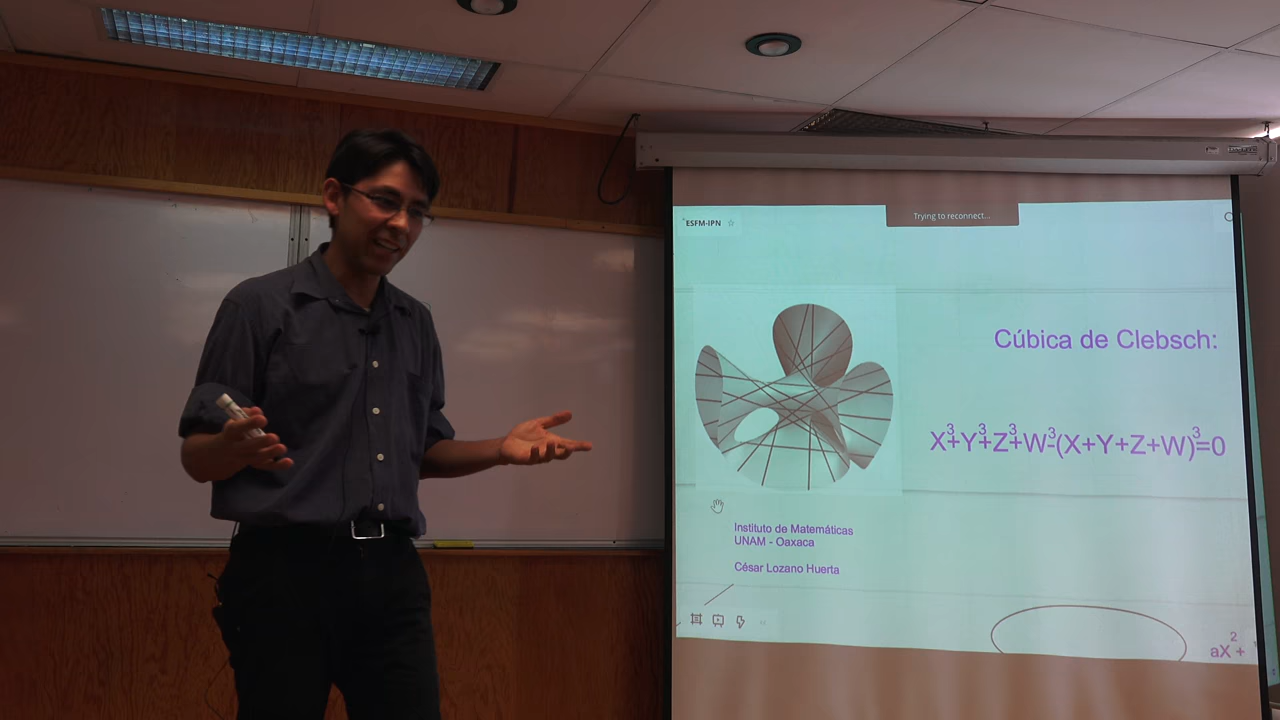 ESFM-IPN
Trying to reconnect...
Cúbica de Clebsch:
X³+Y³+Z³+W³-(X+Y+Z+W)³=0
Instituto de Matemáticas
UNAM - Oaxaca
César Lozano Huerta
aX² +